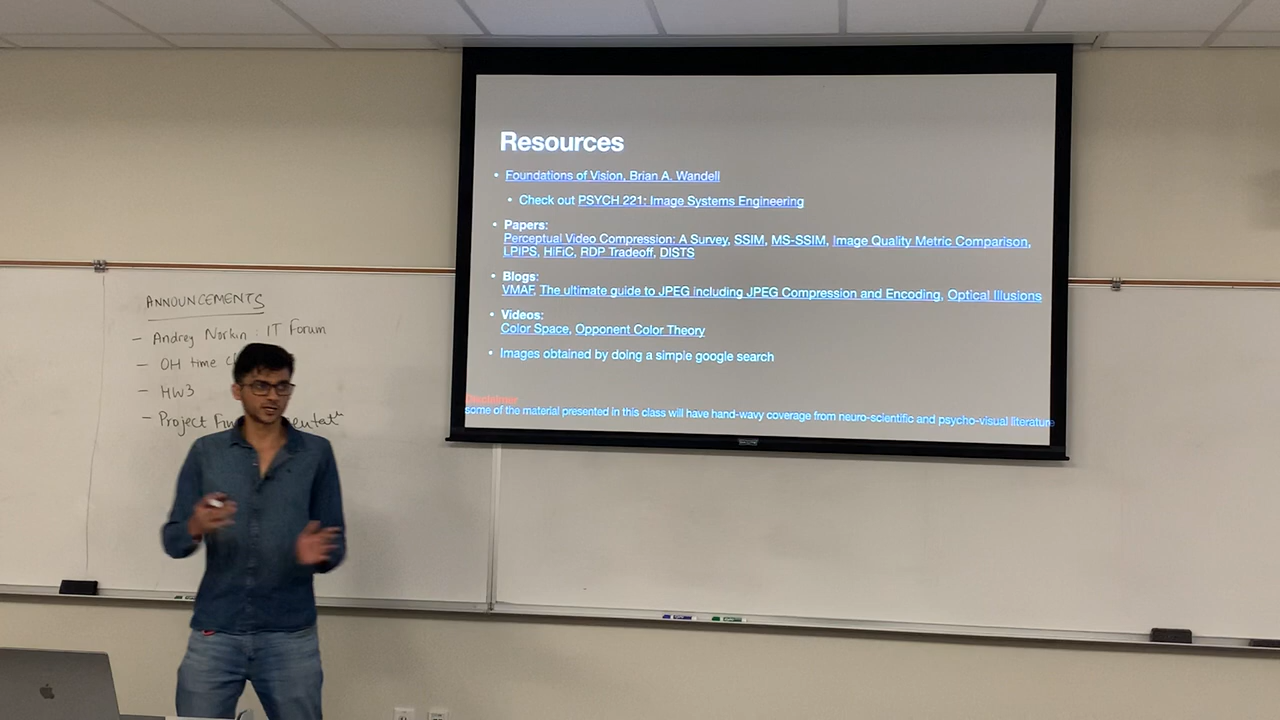 Resources
• Foundations of Vision, Brian A. Wandell
• Check out PSYCH 221: Image Systems Engineering
• Papers:
Perceptual Video Compression: A Survey, SSIM, MS-SSIM, Image Quality Metric Comparison,
LPIPS, HiFiC, RDP Tradeoff, DISTS
• Blogs:
VMAF, The ultimate guide to JPEG including JPEG Compression and Encoding, Optical Illusions
• Videos:
Color Space, Opponent Color Theory
• Images obtained by doing a simple google search
Disclaimer
some of the material presented in this class will have hand-wavy coverage from neuro-scientific and psycho-visual literature
ANNOUNCEMENTS
- Andrey Norkin : IT Forum
- OH time
- HW3
- Project